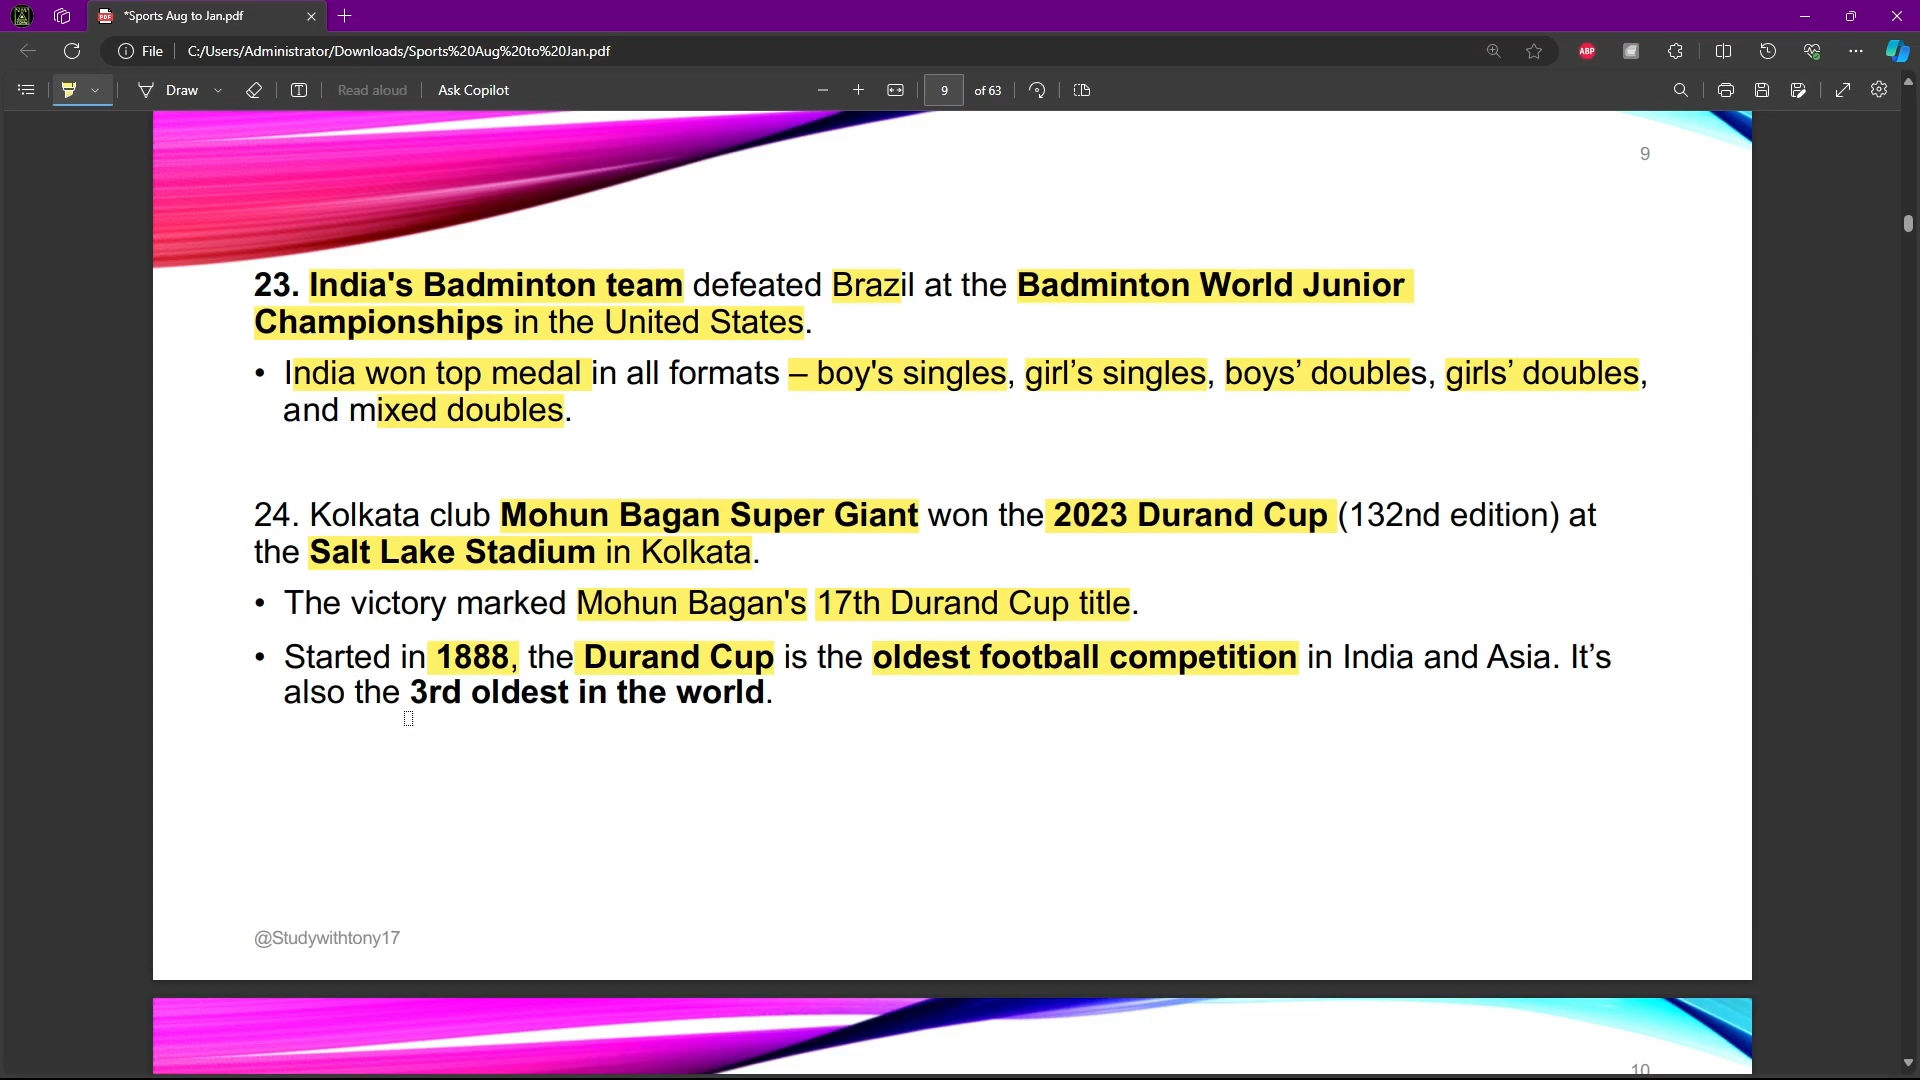 *Sports Aug to Jan.pdf
File C:/Users/Administrator/Downloads/Sports%20Aug%20to%20Jan.pdf
ABP
Draw Read aloud Ask Copilot 9 of 63
9
23. India's Badminton team defeated Brazil at the Badminton World Junior
Championships in the United States.
• India won top medal in all formats – boy's singles, girl’s singles, boys’ doubles, girls’ doubles,
and mixed doubles.
24. Kolkata club Mohun Bagan Super Giant won the 2023 Durand Cup (132nd edition) at
the Salt Lake Stadium in Kolkata.
• The victory marked Mohun Bagan's 17th Durand Cup title.
• Started in 1888, the Durand Cup is the oldest football competition in India and Asia. It’s
also the 3rd oldest in the world.
@Studywithtony17
10